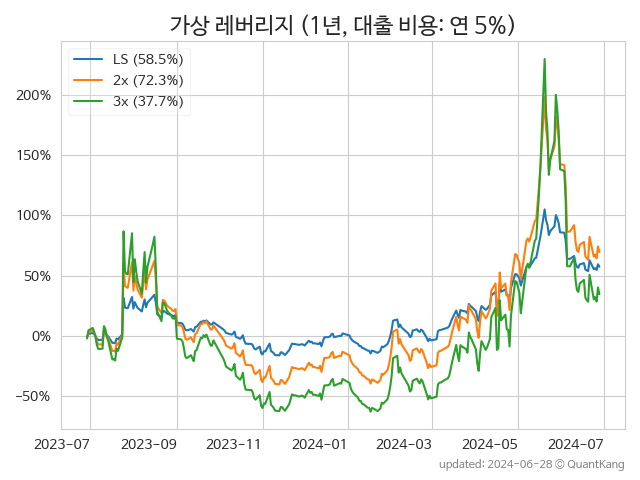 가상 레버리지 (1년, 대출 비용: 연 5%)
LS (58.5%)
2x (72.3%)
3x (37.7%)
200%
150%
100%
50%
0%
−50%
2023-07 2023-09 2023-11 2024-01 2024-03 2024-05 2024-07
updated: 2024-06-28 © QuantKang